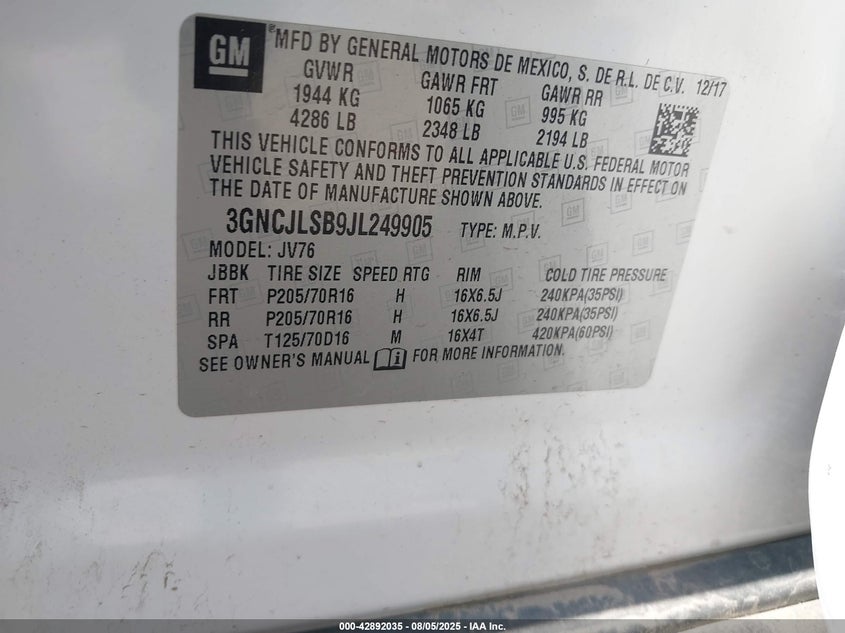 GM
®MFD BY GENERAL MOTORS DE MEXICO, S. DE R.L. DE C.V. 12/17
GVWR GAWR FRT GAWR RR
1944 KG 1065 KG 995 KG
4286 LB 2348 LB 2194 LB
THIS VEHICLE CONFORMS TO ALL APPLICABLE U.S. FEDERAL MOTOR
VEHICLE SAFETY AND THEFT PREVENTION STANDARDS IN EFFECT ON
THE DATE OF MANUFACTURE SHOWN ABOVE.
3GNCJLSB9JL249905 TYPE: M.P.V.
MODEL: JV76
JBBK TIRE SIZE SPEED RTG RIM COLD TIRE PRESSURE
FRT P205/70R16 H 16X6.5J 240KPA(35PSI)
RR P205/70R16 H 16X6.5J 240KPA(35PSI)
SPA T125/70D16 M 16X4T 420KPA(60PSI)
SEE OWNER'S MANUAL FOR MORE INFORMATION.
000-42892035 - 08/05/2025 - IAA Inc.